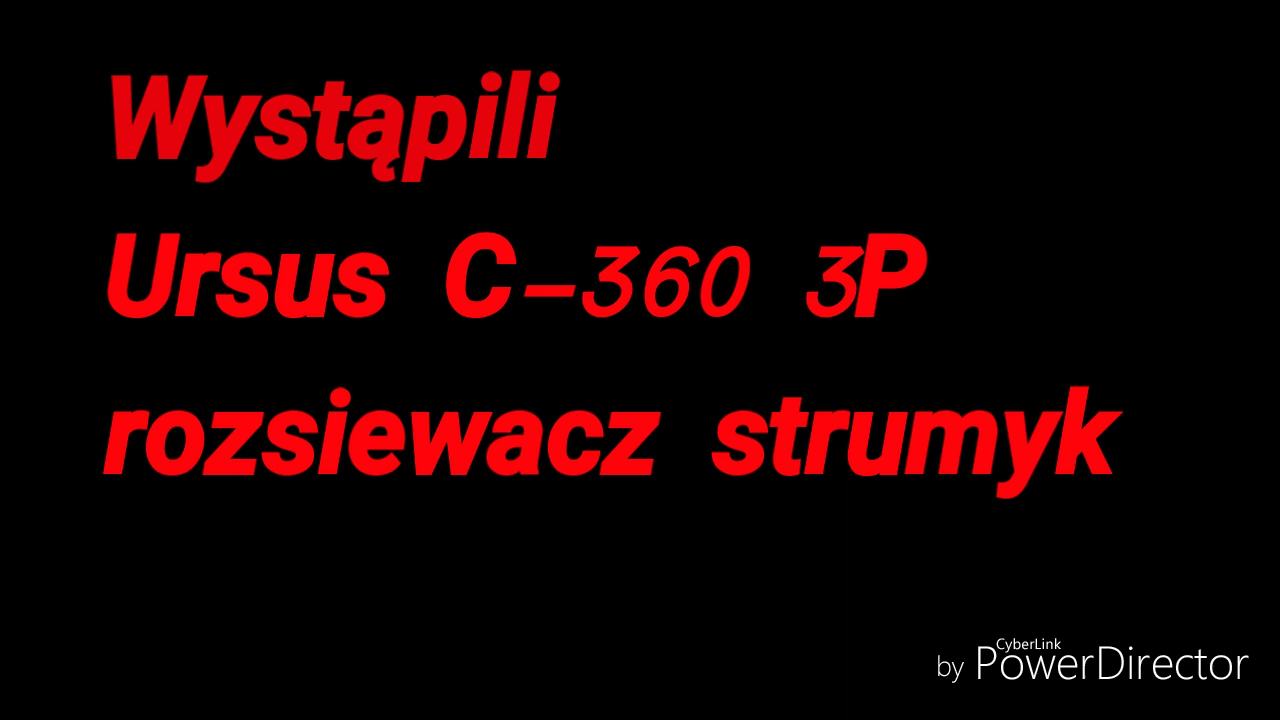 Wystąpili
Ursus C-360 3P
rozsiewacz strumyk
by CyberLink PowerDirector